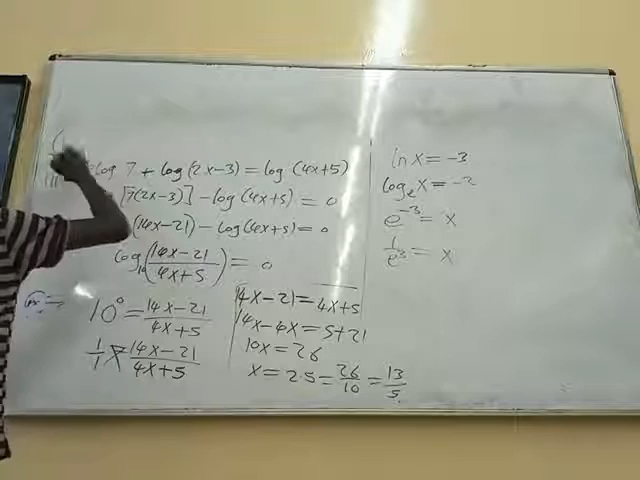 log 7 + log(2x-3) = log (4x+5)
[7(2x-3)] - log(4x+5) = 0
(14x-21) - log(4x+5) = 0
log₁₀((14x-21)/(4x+5)) = 0
10⁰ = (14x-21)/(4x+5)
1/1 (14x-21)/(4x+5)
14x-21 = 4x+5
14x-4x = 5+21
10x = 26
x = 2.5 = 26/10 = 13/5
ln x = -3
logₑx = -3
e⁻³ = x
1/e³ = x